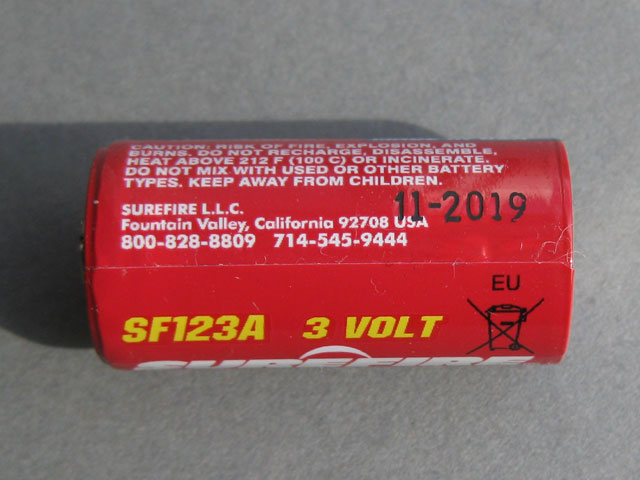 CAUTION: RISK OF FIRE, EXPLOSION, AND
BURNS. DO NOT RECHARGE, DISASSEMBLE,
HEAT ABOVE 212 F (100 C) OR INCINERATE.
DO NOT MIX WITH USED OR OTHER BATTERY
TYPES. KEEP AWAY FROM CHILDREN.
SUREFIRE L.L.C.
Fountain Valley, California 92708 USA
800-828-8809 714-545-9444
11-2019
EU
SF123A 3 VOLT
SUREFIRE